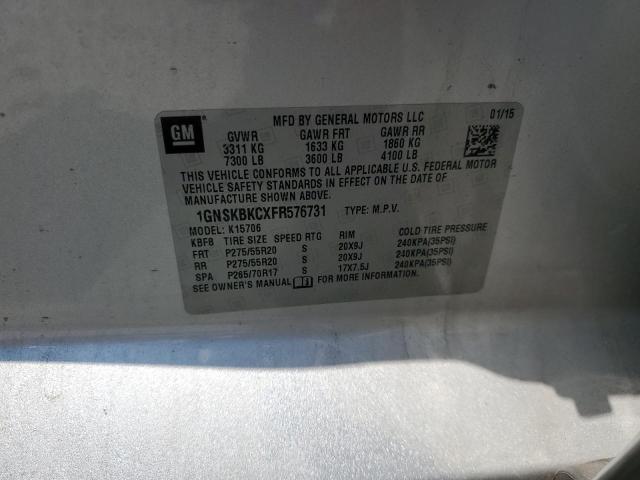 MFD BY GENERAL MOTORS LLC 01/15
GM
GVWR GAWR FRT GAWR RR
3311 KG 1633 KG 1860 KG
7300 LB 3600 LB 4100 LB
THIS VEHICLE CONFORMS TO ALL APPLICABLE U.S. FEDERAL MOTOR
VEHICLE SAFETY STANDARDS IN EFFECT ON THE DATE OF
MANUFACTURE SHOWN ABOVE.
1GNSKBKCXFR576731 TYPE: M.P.V.
MODEL: K15706
KBF8 TIRE SIZE SPEED RTG RIM COLD TIRE PRESSURE
FRT P275/55R20 S 20X9J 240KPA(35PSI)
RR P275/55R20 S 20X9J 240KPA(35PSI)
SPA P265/70R17 S 17X7.5J 240KPA(35PSI)
SEE OWNER'S MANUAL FOR MORE INFORMATION